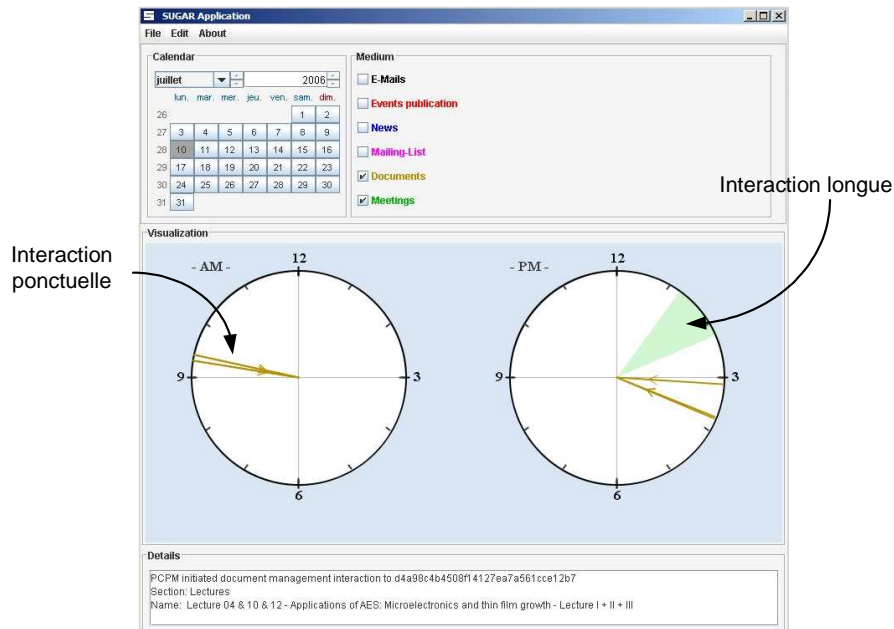 SUGAR Application
File Edit About
Calendar
juillet 2006
lun. mar. mer. jeu. ven. sam. dim.
26 1 2
27 3 4 5 6 7 8 9
28 10 11 12 13 14 15 16
29 17 18 19 20 21 22 23
30 24 25 26 27 28 29 30
31 31
Medium
E-Mails
Events publication
News
Mailing-List
Documents
Meetings
Interaction longue
Interaction
ponctuelle
Visualization
- AM -
12
9
3
6
- PM -
12
9
3
6
Details
PCPM initiated document management interaction to d4a98c4b4508f14127ea7a561cce12b7
Section: Lectures
Name: Lecture 04 & 10 & 12 - Applications of AES: Microelectronics and thin film growth - Lecture I + II + III